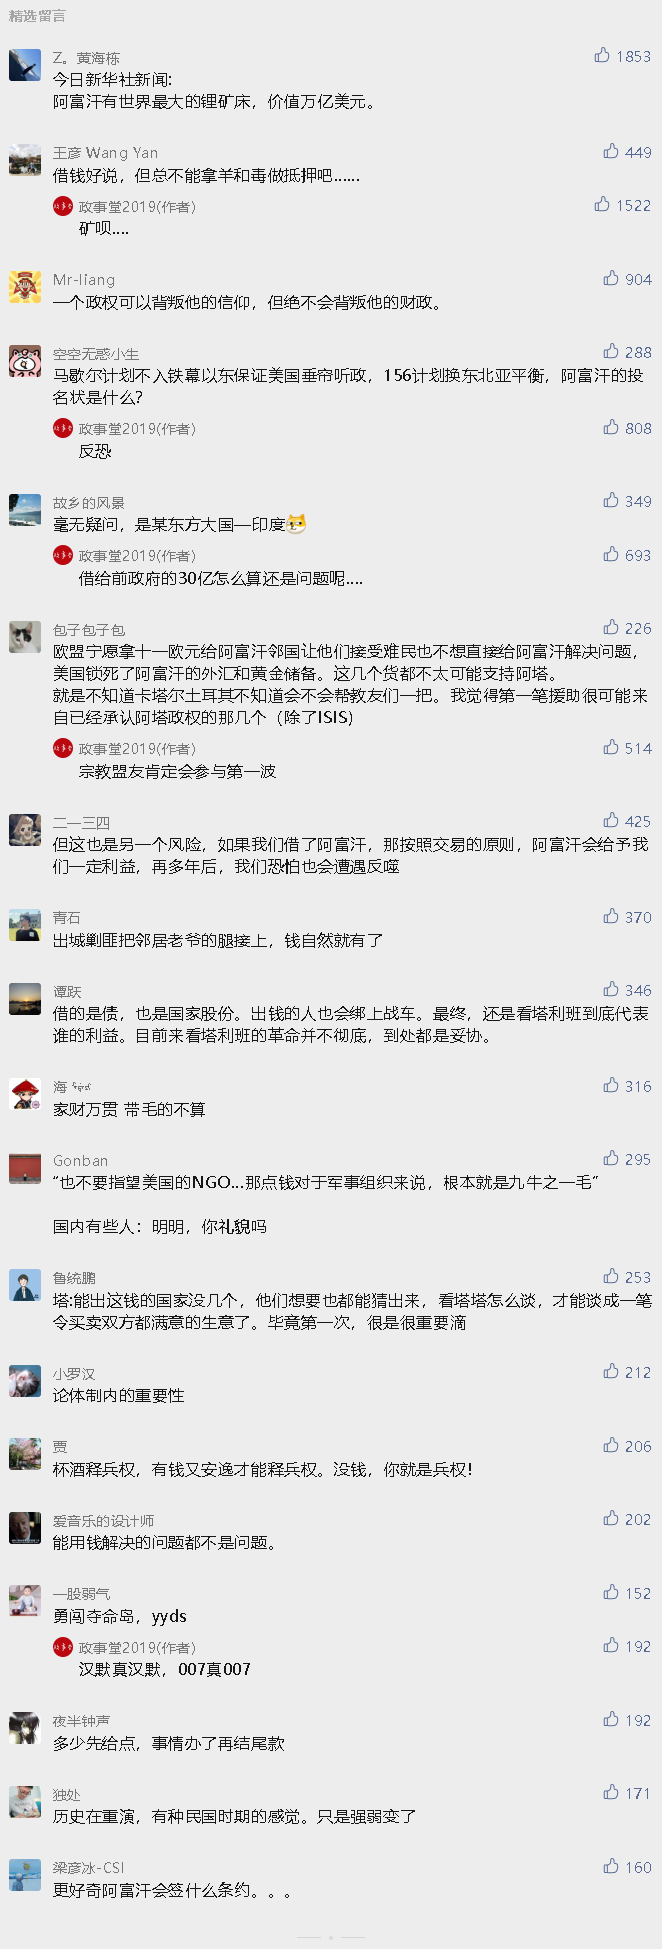 精选留言
Z。黄海栋 1853
今日新华社新闻:
阿富汗有世界最大的锂矿床，价值万亿美元。
王彦 Wang Yan 449
借钱好说，但总不能拿羊和毒做抵押吧......
政事堂2019(作者) 1522
矿呗....
Mr-liang 904
一个政权可以背叛他的信仰，但绝不会背叛他的财政。
空空无惑小生 288
马歇尔计划不入铁幕以东保证美国垂帘听政，156计划换东北亚平衡，阿富汗的投
名状是什么？
政事堂2019(作者) 808
反恐
故乡的风景 349
毫无疑问，是某东方大国—印度
政事堂2019(作者) 693
借给前政府的30亿怎么算还是问题呢....
包子包子包 226
欧盟宁愿拿十一欧元给阿富汗邻国让他们接受难民也不想直接给阿富汗解决问题，
美国锁死了阿富汗的外汇和黄金储备。这几个货都不太可能支持阿塔。
就是不知道卡塔尔土耳其不知道会不会帮教友们一把。我觉得第一笔援助很可能来
自已经承认阿塔政权的那几个（除了ISIS）
政事堂2019(作者) 514
宗教盟友肯定会参与第一波
二一三四 425
但这也是另一个风险，如果我们借了阿富汗，那按照交易的原则，阿富汗会给予我
们一定利益，再多年后，我们恐怕也会遭遇反噬
青石 370
出城剿匪把邻居老爷的腿接上，钱自然就有了
谭跃 346
借的是债，也是国家股份。出钱的人也会绑上战车。最终，还是看塔利班到底代表
谁的利益。目前来看塔利班的革命并不彻底，到处都是妥协。
海 316
家财万贯 带毛的不算
Gonban 295
“也不要指望美国的NGO...那点钱对于军事组织来说，根本就是九牛之一毛”
国内有些人：明明，你礼貌吗
鲁统鹏 253
塔:能出这钱的国家没几个，他们想要也都能猜出来，看塔塔怎么谈，才能谈成一笔
令买卖双方都满意的生意了。毕竟第一次，很是很重要滴
小罗汉 212
论体制内的重要性
贾 206
杯酒释兵权，有钱又安逸才能释兵权。没钱，你就是兵权！
爱音乐的设计师 202
能用钱解决的问题都不是问题。
一股弱气 152
勇闯夺命岛，yyds
政事堂2019(作者) 192
汉默真汉默，007真007
夜半钟声 192
多少先给点，事情办了再结尾款
独处 171
历史在重演，有种民国时期的感觉。只是强弱变了
梁彦冰-CSI 160
更好奇阿富汗会签什么条约。。。